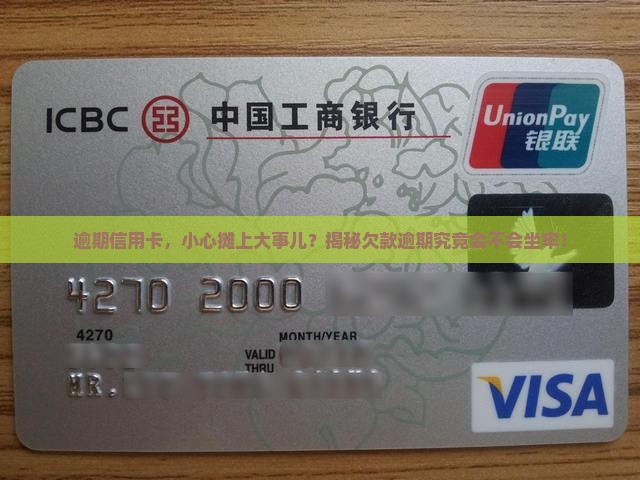 ICBC 中国工商银行
UnionPay
银联
逾期信用卡，小心摊上大事儿？揭秘欠款逾期究竟会不会坐牢！
4270 2000
4270
MONTH/YEAR
VALID
THRU
MR.
VISA